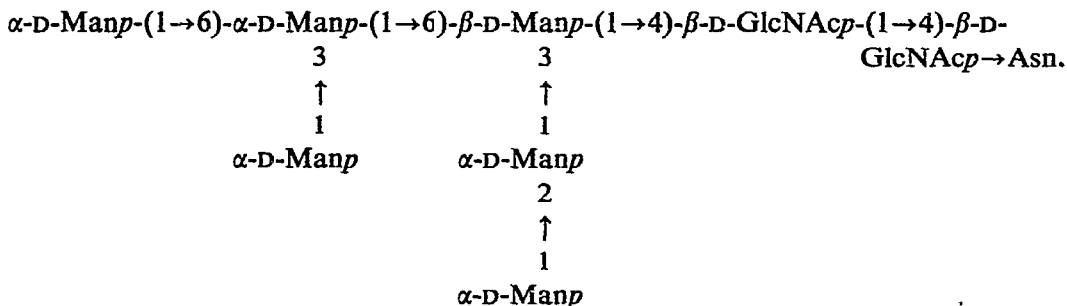 α-D-Manp-(1→6)-α-D-Manp-(1→6)-β-D-Manp-(1→4)-β-D-GlcNAcp-(1→4)-β-D-
3 3 GlcNAcp→Asn.
↑ ↑
1 1
α-D-Manp α-D-Manp
2
↑
1
α-D-Manp